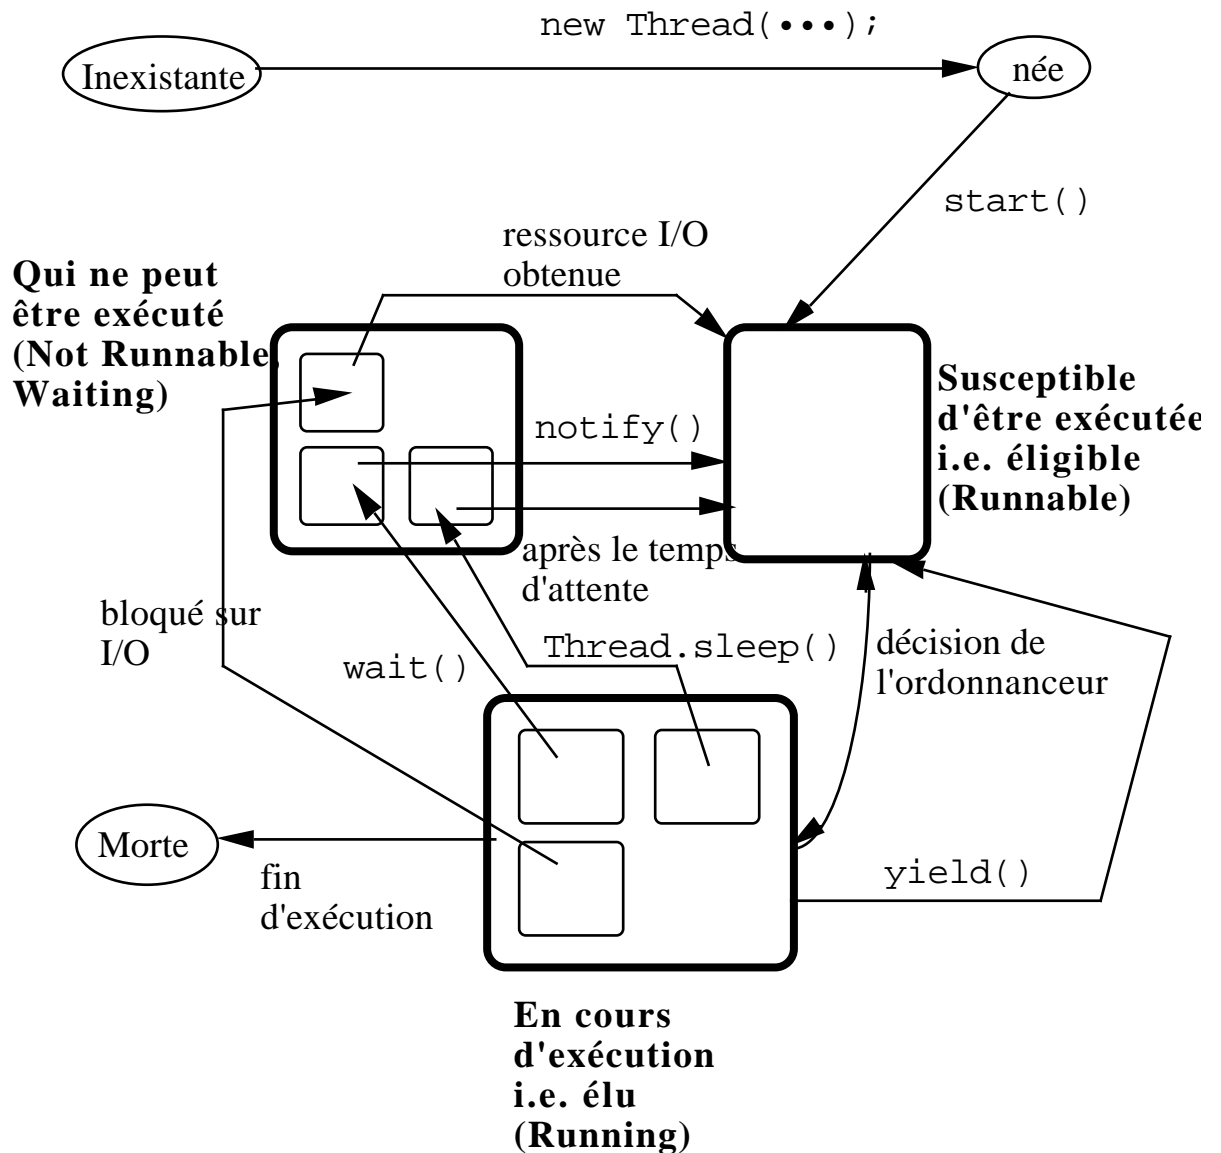 new Thread(•••);
Inexistante
née
start()
ressource I/O
obtenue
Qui ne peut
être exécuté
(Not Runnable,
Waiting)
Susceptible
d'être exécutée
i.e. éligible
(Runnable)
notify()
après le temps
d'attente
bloqué sur
I/O
wait()
Thread.sleep()
décision de
l'ordonnanceur
Morte
fin
d'exécution
yield()
En cours
d'exécution
i.e. élu
(Running)